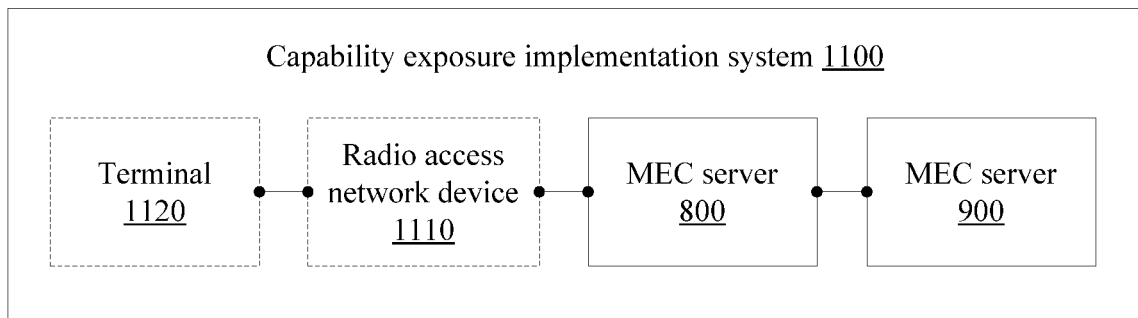 Capability exposure implementation system 1100
Terminal
1120
Radio access
network device
1110
MEC server
800
MEC server
900